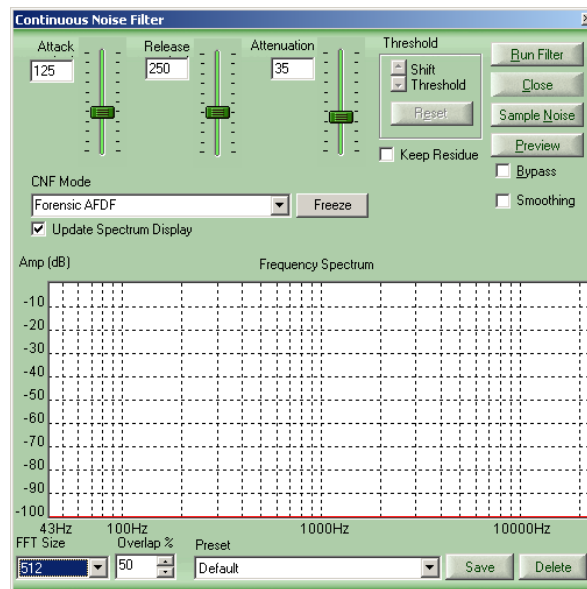 Continuous Noise Filter
Attack Release Attenuation Threshold
125 250 35
Shift
Threshold
Reset
Keep Residue
Run Filter
Close
Sample Noise
Preview
Bypass
Smoothing
CNF Mode
Forensic AFDF Freeze
Update Spectrum Display
Amp (dB) Frequency Spectrum
-10
-20
-30
-40
-50
-60
-70
-80
-90
-100
43Hz 100Hz 1000Hz 10000Hz
FFT Size Overlap % Preset
512 50 Default Save Delete